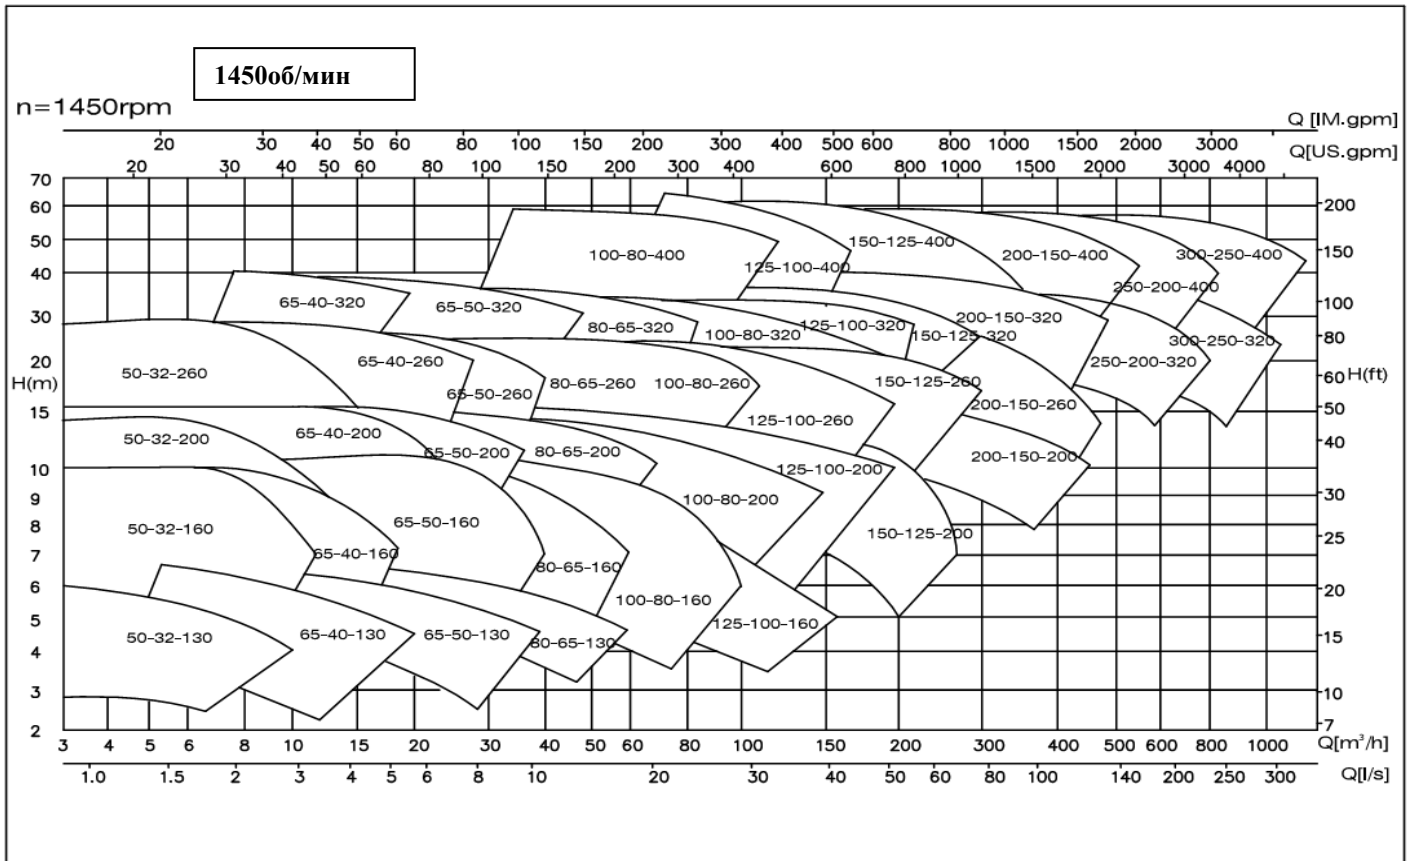 1450об/мин
n=1450rpm
Q [IM.gpm]
20 30 40 50 60 80 100 150 200 300 400 500 600 800 1000 1500 2000 3000
Q[US.gpm]
20 30 40 50 60 80 100 150 200 300 400 600 800 1000 1500 2000 3000 4000
70
60 200
50 150
150-125-400
100-80-400 200-150-400 300-250-400
125-100-400
40
250-200-400
65-40-320 65-50-320 100
30 200-150-320
80-65-320 100-80-320 125-100-320 150-125-320 80
300-250-320
20 65-40-260 250-200-320
50-32-260 H(m) 80-65-260 100-80-260 150-125-260 60 H(ft)
65-50-260
15 200-150-260 50
125-100-260
50-32-200 65-40-200 40
65-50-200 80-65-200 200-150-200
10 125-100-200
9 100-80-200 30
8 50-32-160 65-50-160 150-125-200 25
7 65-40-160
80-65-160
6 20
100-80-160
5 125-100-160
50-32-130 65-40-130 65-50-130 80-65-130 15
4
3 10
2 7
3 4 5 6 8 10 15 20 30 40 50 60 80 100 150 200 300 400 500 600 800 1000 Q[m³/h]
1.0 1.5 2 3 4 5 6 8 10 20 30 40 50 60 80 100 140 200 250 300 Q[l/s]